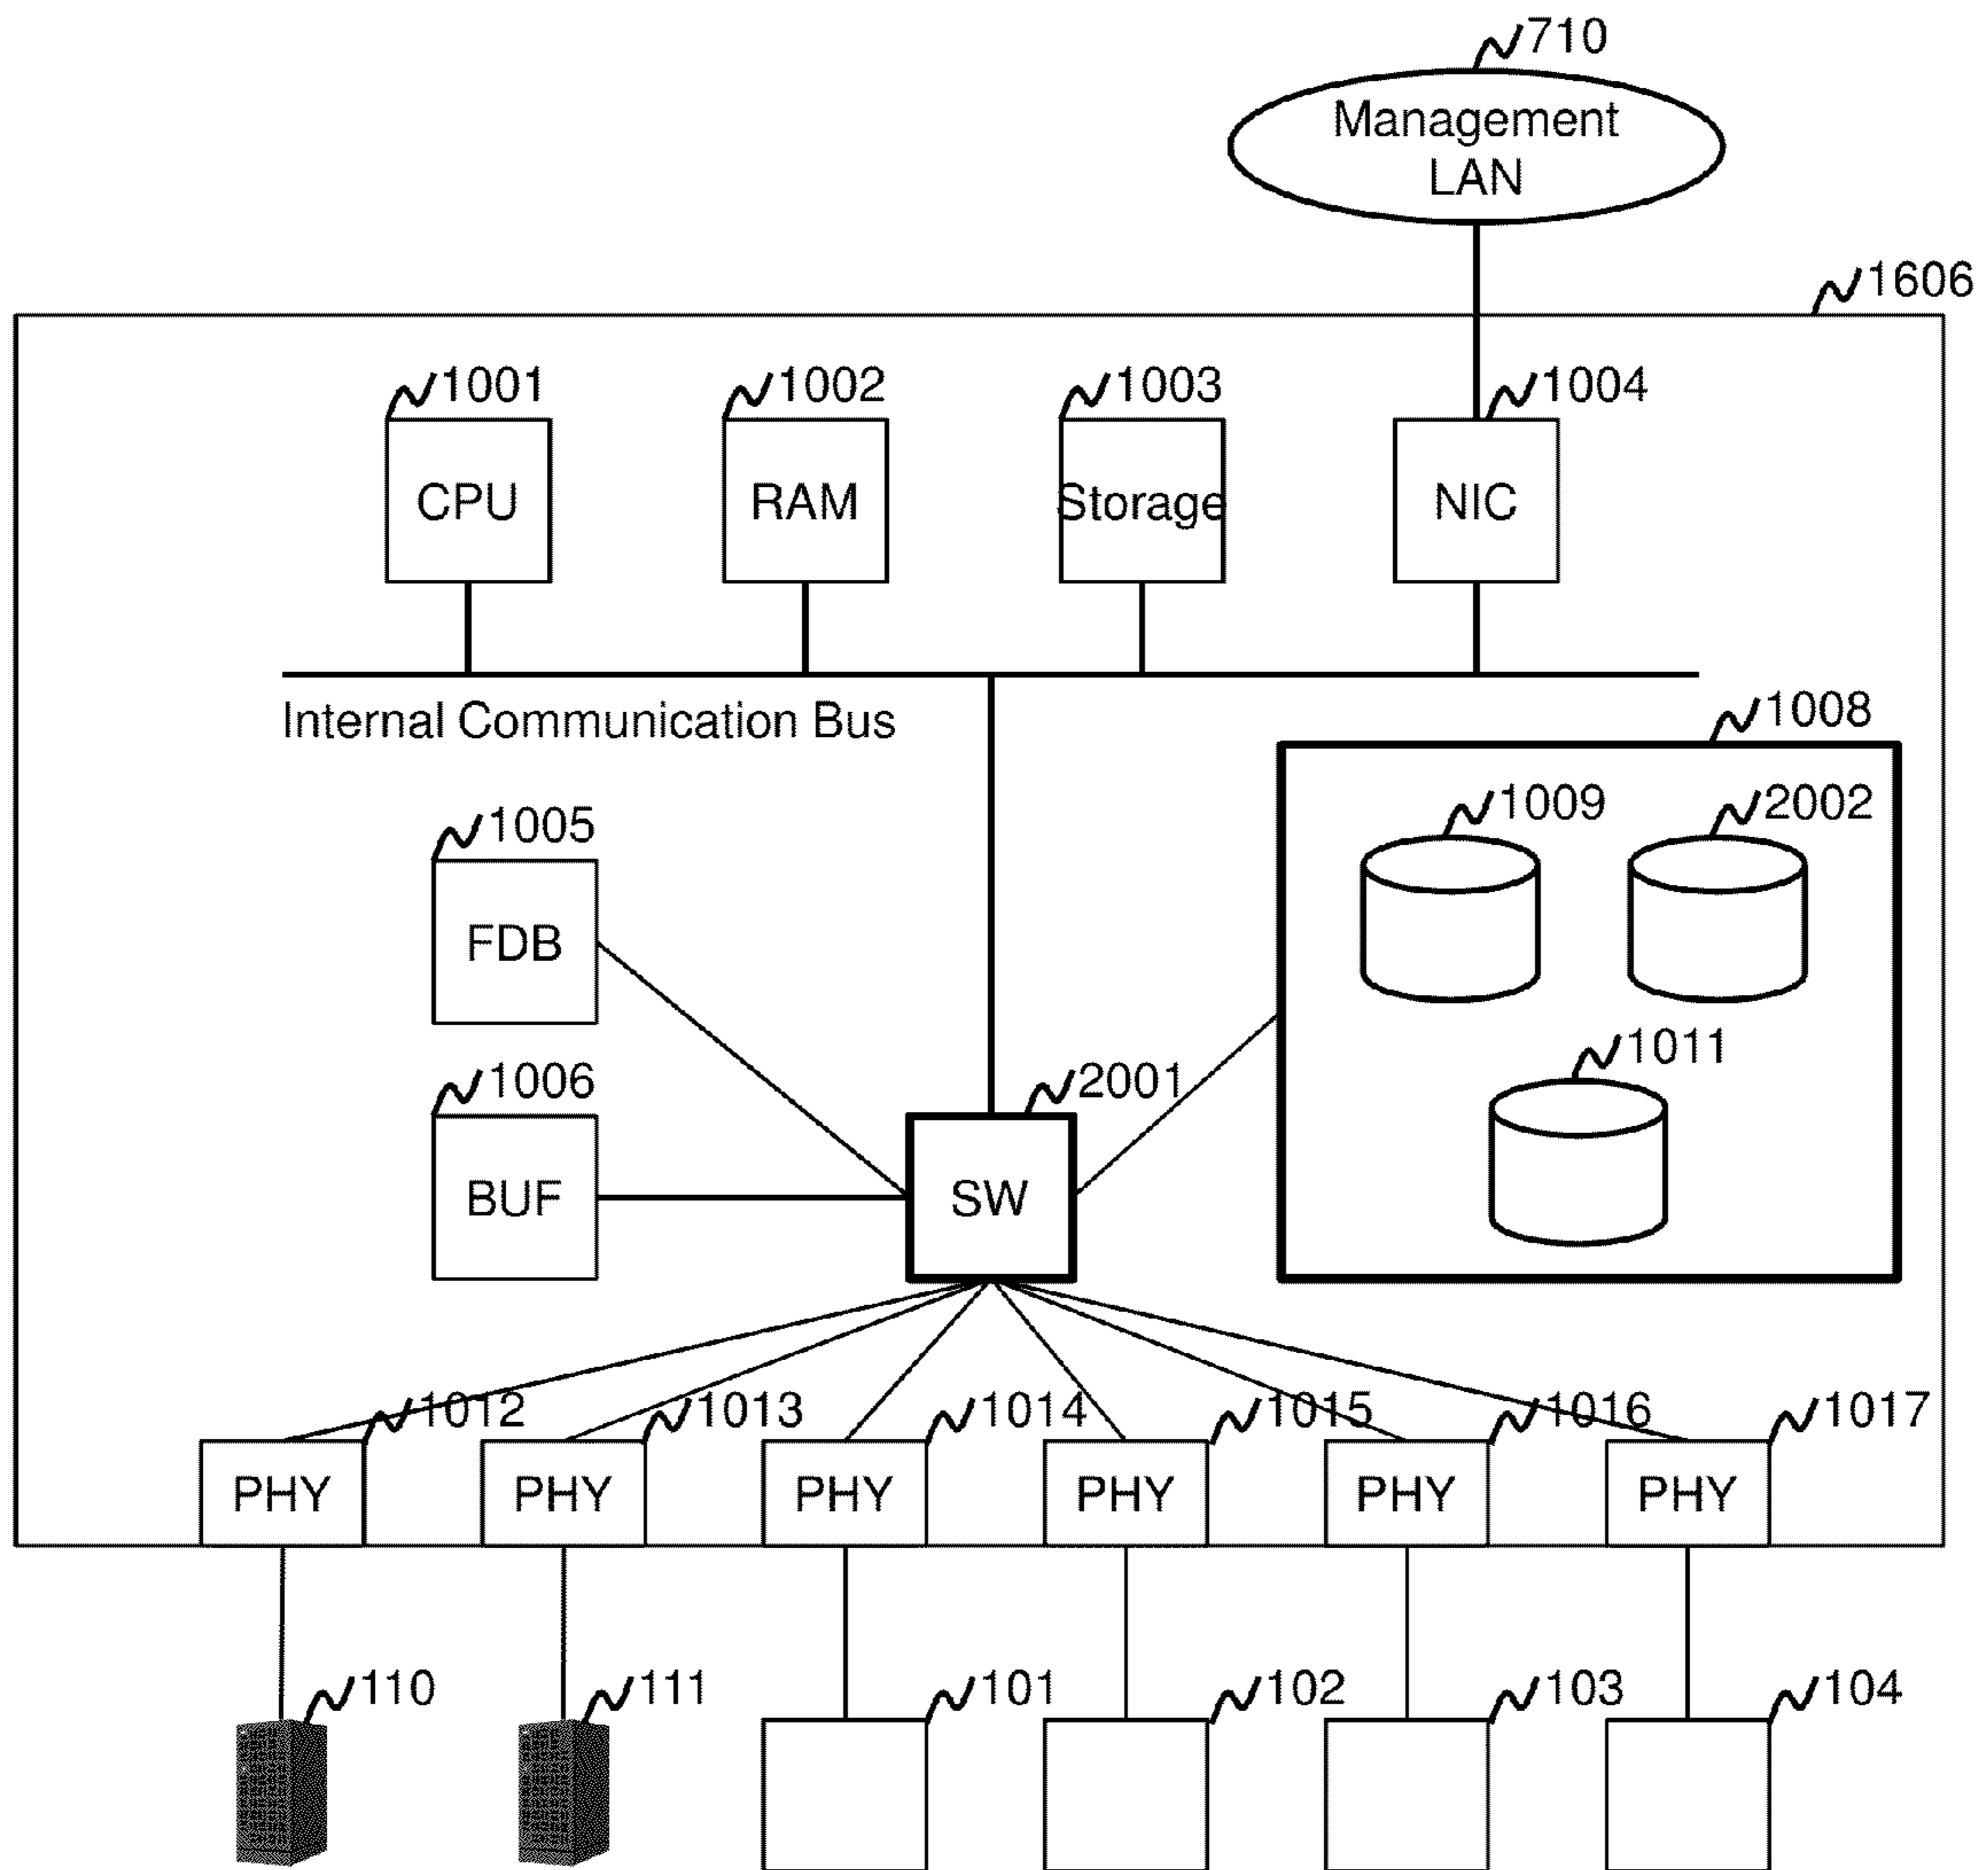 710
Management
LAN
1606
1001
1002
1003
1004
CPU
RAM
Storage
NIC
Internal Communication Bus
1008
1009
2002
1005
FDB
1011
1006
2001
BUF
SW
1012
1013
1014
1015
1016
1017
PHY
PHY
PHY
PHY
PHY
PHY
110
111
101
102
103
104